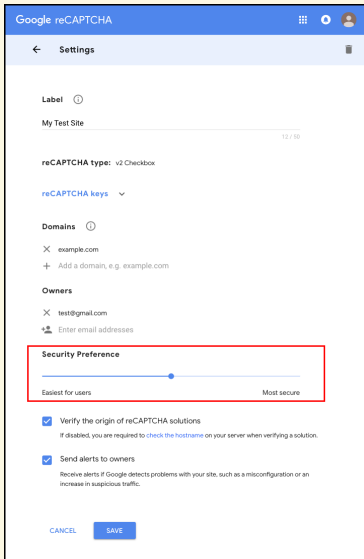 Google reCAPTCHA
Settings
Label
My Test Site
12 / 50
reCAPTCHA type: v2 Checkbox
reCAPTCHA keys
Domains
example.com
Add a domain, e.g. example.com
Owners
test@gmail.com
Enter email addresses
Security Preference
Easiest for users Most secure
Verify the origin of reCAPTCHA solutions
If disabled, you are required to check the hostname on your server when verifying a solution.
Send alerts to owners
Receive alerts if Google detects problems with your site, such as a misconfiguration or an
increase in suspicious traffic.
CANCEL SAVE